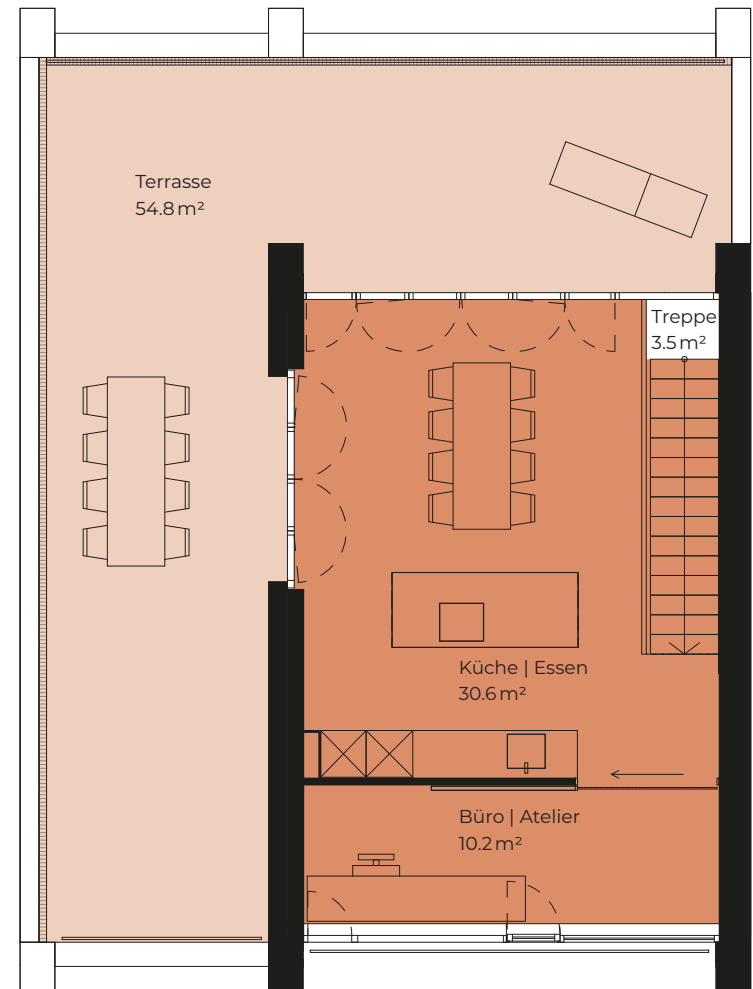 Terrasse
54.8 m²
Treppe
3.5 m²
Küche | Essen
30.6 m²
Büro | Atelier
10.2 m²